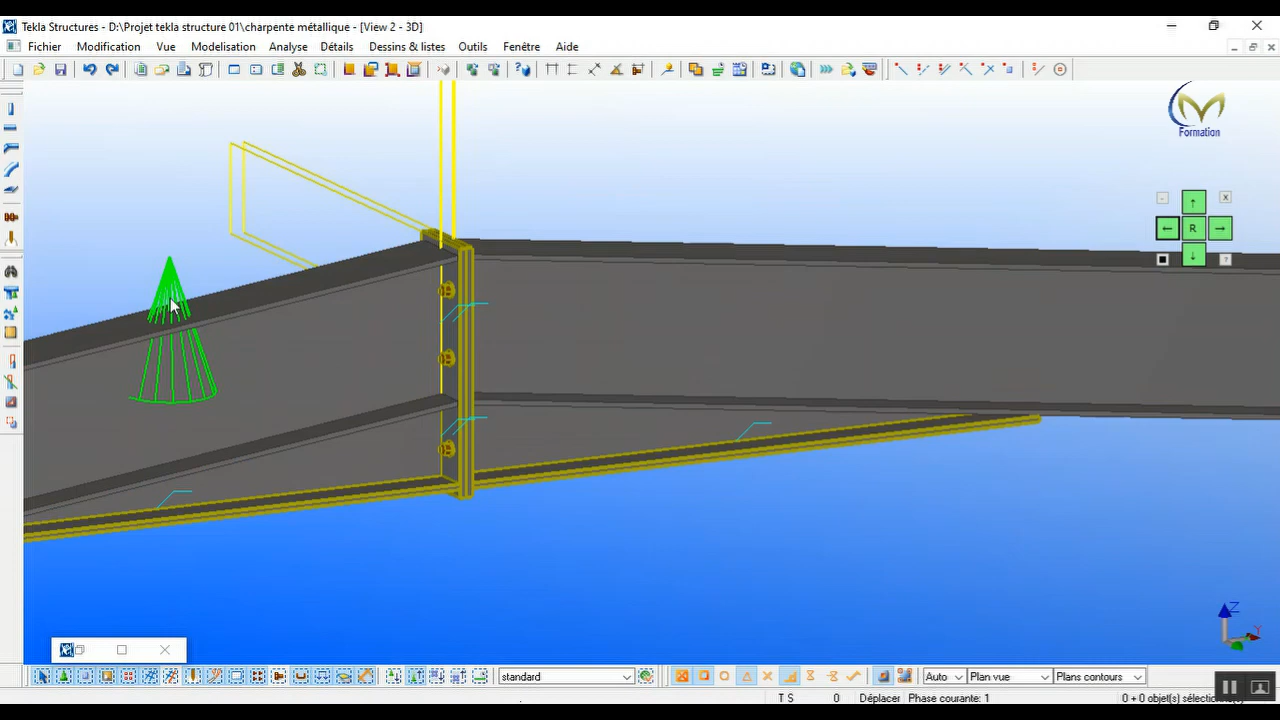 Tekla Structures - D:\Projet tekla structure 01\charpente métallique - [View 2 - 3D]
Fichier Modification Vue Modelisation Analyse Détails Dessins & listes Outils Fenêtre Aide
Formation
R
Z
standard
Auto
Plan vue
Plans contours
T S 0 Déplacer Phase courante: 1 0 + 0 objet(s) sélectionné